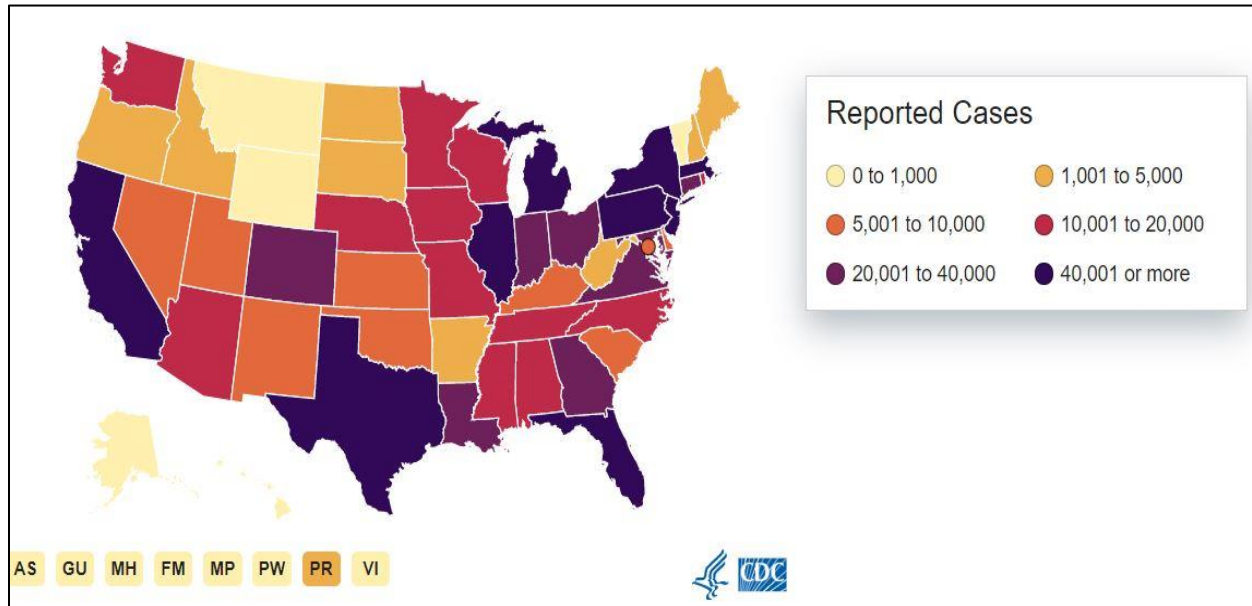 Reported Cases
0 to 1,000 1,001 to 5,000
5,001 to 10,000 10,001 to 20,000
20,001 to 40,000 40,001 or more
AS GU MH FM MP PW PR VI
CDC